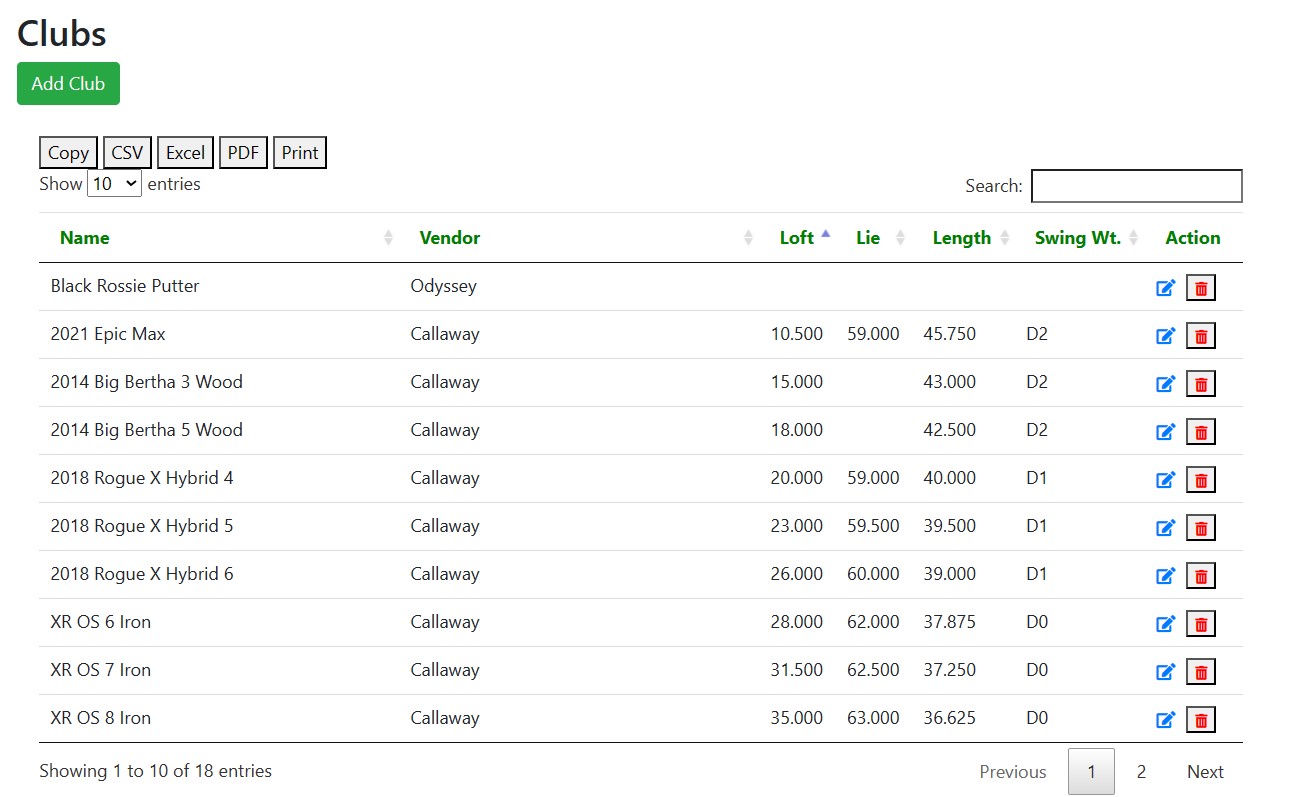 Clubs
Add Club
Copy CSV Excel PDF Print
Show 10 entries Search:
Name Vendor Loft Lie Length Swing Wt. Action
Black Rossie Putter Odyssey
2021 Epic Max Callaway 10.500 59.000 45.750 D2
2014 Big Bertha 3 Wood Callaway 15.000 43.000 D2
2014 Big Bertha 5 Wood Callaway 18.000 42.500 D2
2018 Rogue X Hybrid 4 Callaway 20.000 59.000 40.000 D1
2018 Rogue X Hybrid 5 Callaway 23.000 59.500 39.500 D1
2018 Rogue X Hybrid 6 Callaway 26.000 60.000 39.000 D1
XR OS 6 Iron Callaway 28.000 62.000 37.875 D0
XR OS 7 Iron Callaway 31.500 62.500 37.250 D0
XR OS 8 Iron Callaway 35.000 63.000 36.625 D0
Showing 1 to 10 of 18 entries Previous 1 2 Next